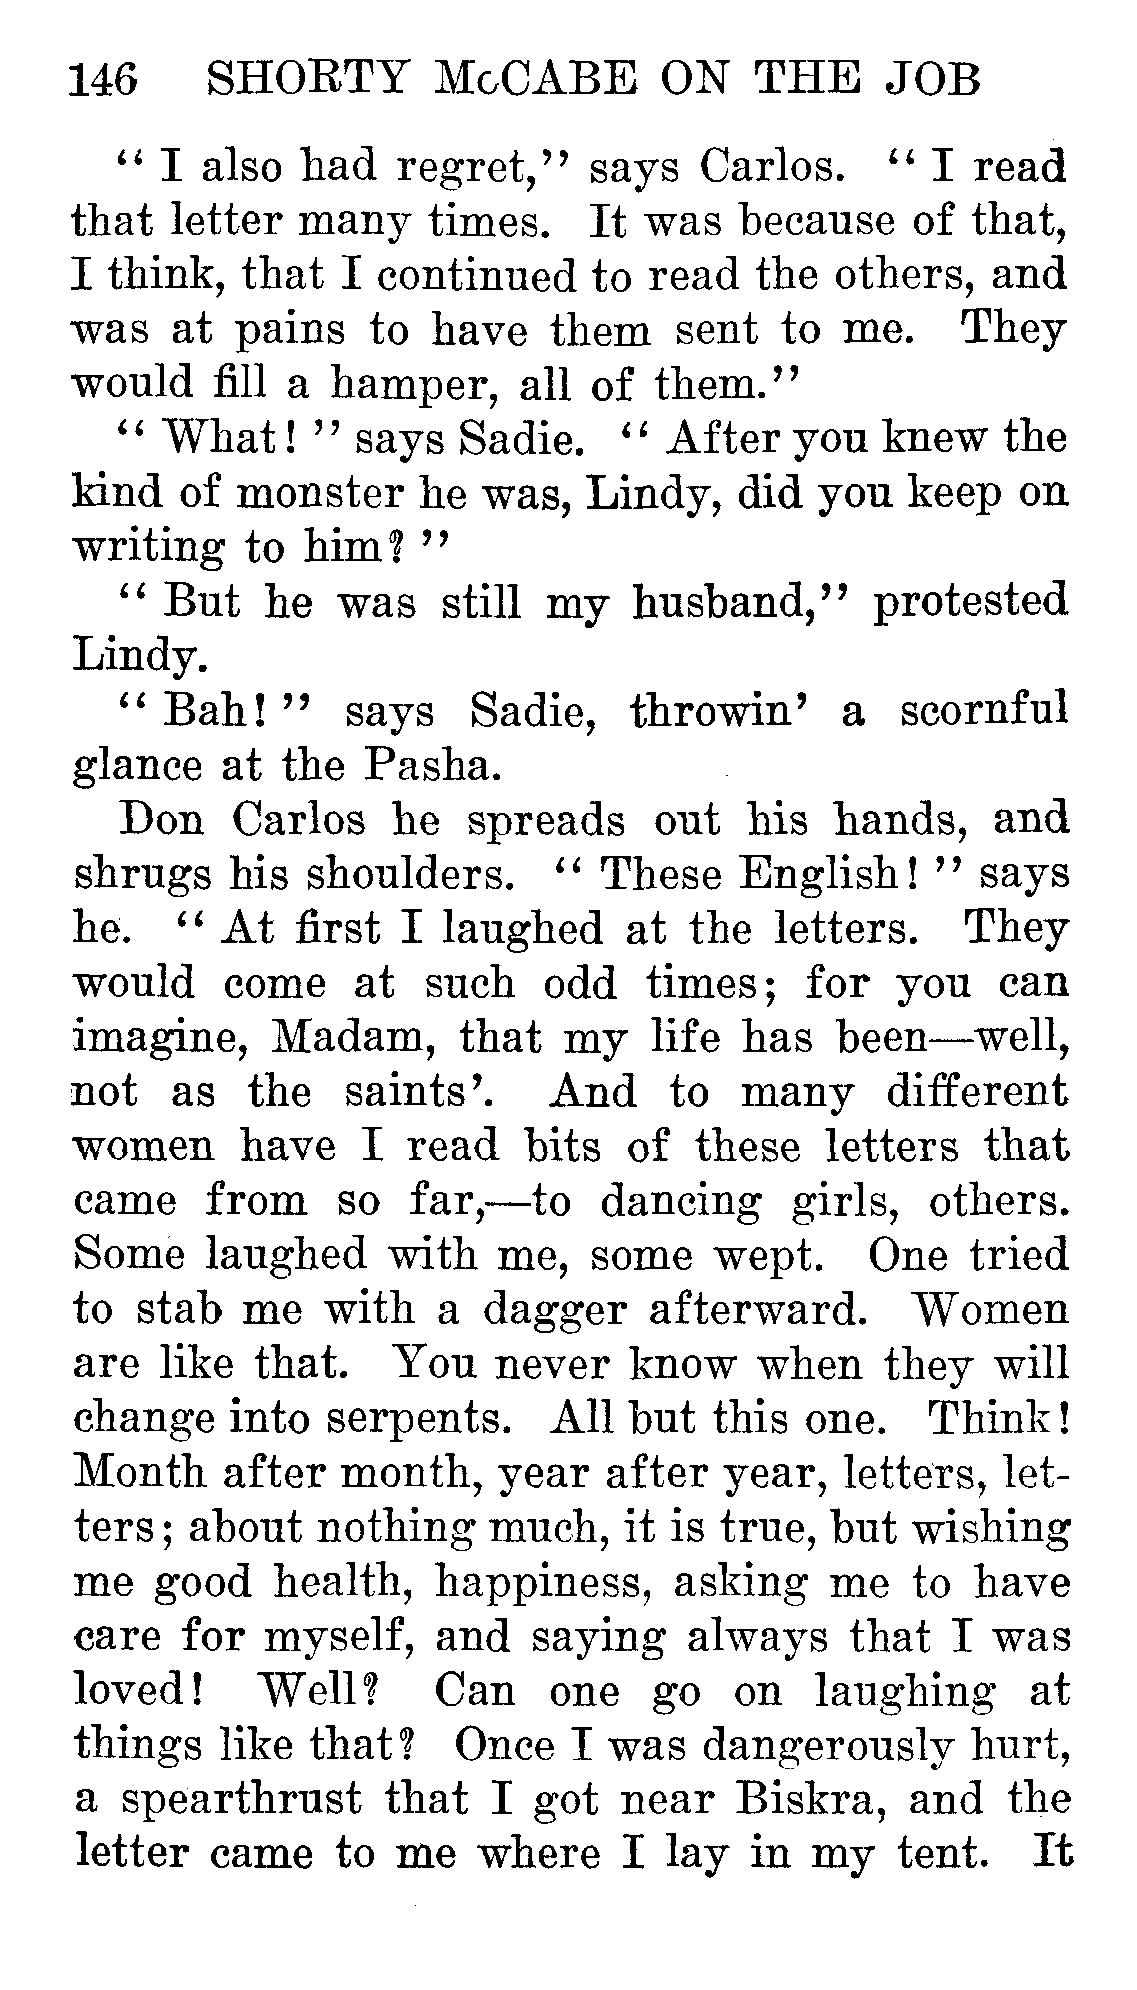 146 SHORTY McCABE ON THE JOB
“ I also had regret,” says Carlos. “ I read
that letter many times. It was because of that,
I think, that I continued to read the others, and
was at pains to have them sent to me. They
would fill a hamper, all of them.”
“ What! ” says Sadie. “ After you knew the
kind of monster he was, Lindy, did you keep on
writing to him? ”
“ But he was still my husband,” protested
Lindy.
“ Bah! ” says Sadie, throwin’ a scornful
glance at the Pasha.
Don Carlos he spreads out his hands, and
shrugs his shoulders. “ These English! ” says
he. “ At first I laughed at the letters. They
would come at such odd times; for you can
imagine, Madam, that my life has been—well,
not as the saints’. And to many different
women have I read bits of these letters that
came from so far,—to dancing girls, others.
Some laughed with me, some wept. One tried
to stab me with a dagger afterward. Women
are like that. You never know when they will
change into serpents. All but this one. Think!
Month after month, year after year, letters, let-
ters; about nothing much, it is true, but wishing
me good health, happiness, asking me to have
care for myself, and saying always that I was
loved! Well? Can one go on laughing at
things like that? Once I was dangerously hurt,
a spearthrust that I got near Biskra, and the
letter came to me where I lay in my tent. It